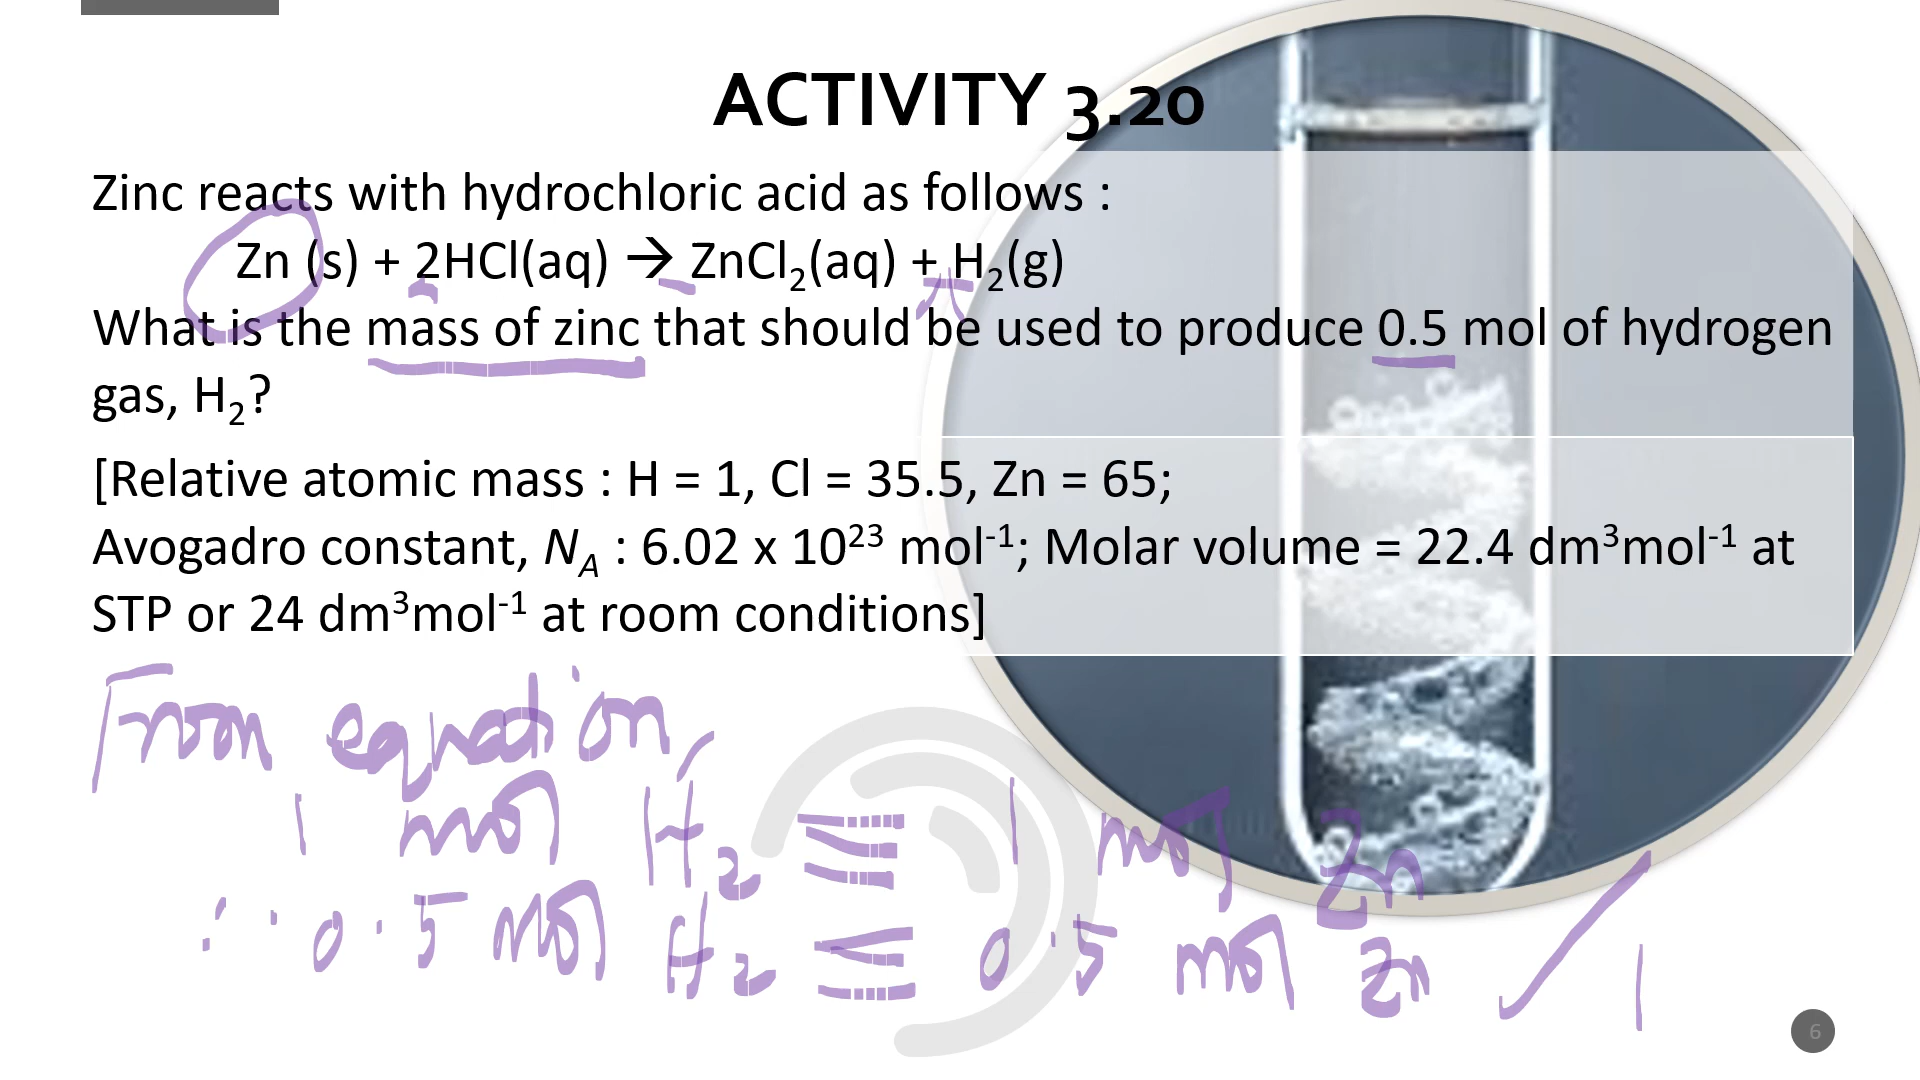 ACTIVITY 3.20
Zinc reacts with hydrochloric acid as follows :
Zn (s) + 2HCl(aq) → ZnCl₂(aq) + H₂(g)
What is the mass of zinc that should be used to produce 0.5 mol of hydrogen
gas, H₂?
[Relative atomic mass : H = 1, Cl = 35.5, Zn = 65;
Avogadro constant, N_A : 6.02 x 10²³ mol⁻¹; Molar volume = 22.4 dm³mol⁻¹ at
STP or 24 dm³mol⁻¹ at room conditions]
From equation,
1 mol H₂ ≡ 1 mol Zn
∴ 0.5 mol H₂ ≡ 0.5 mol Zn / 1
6